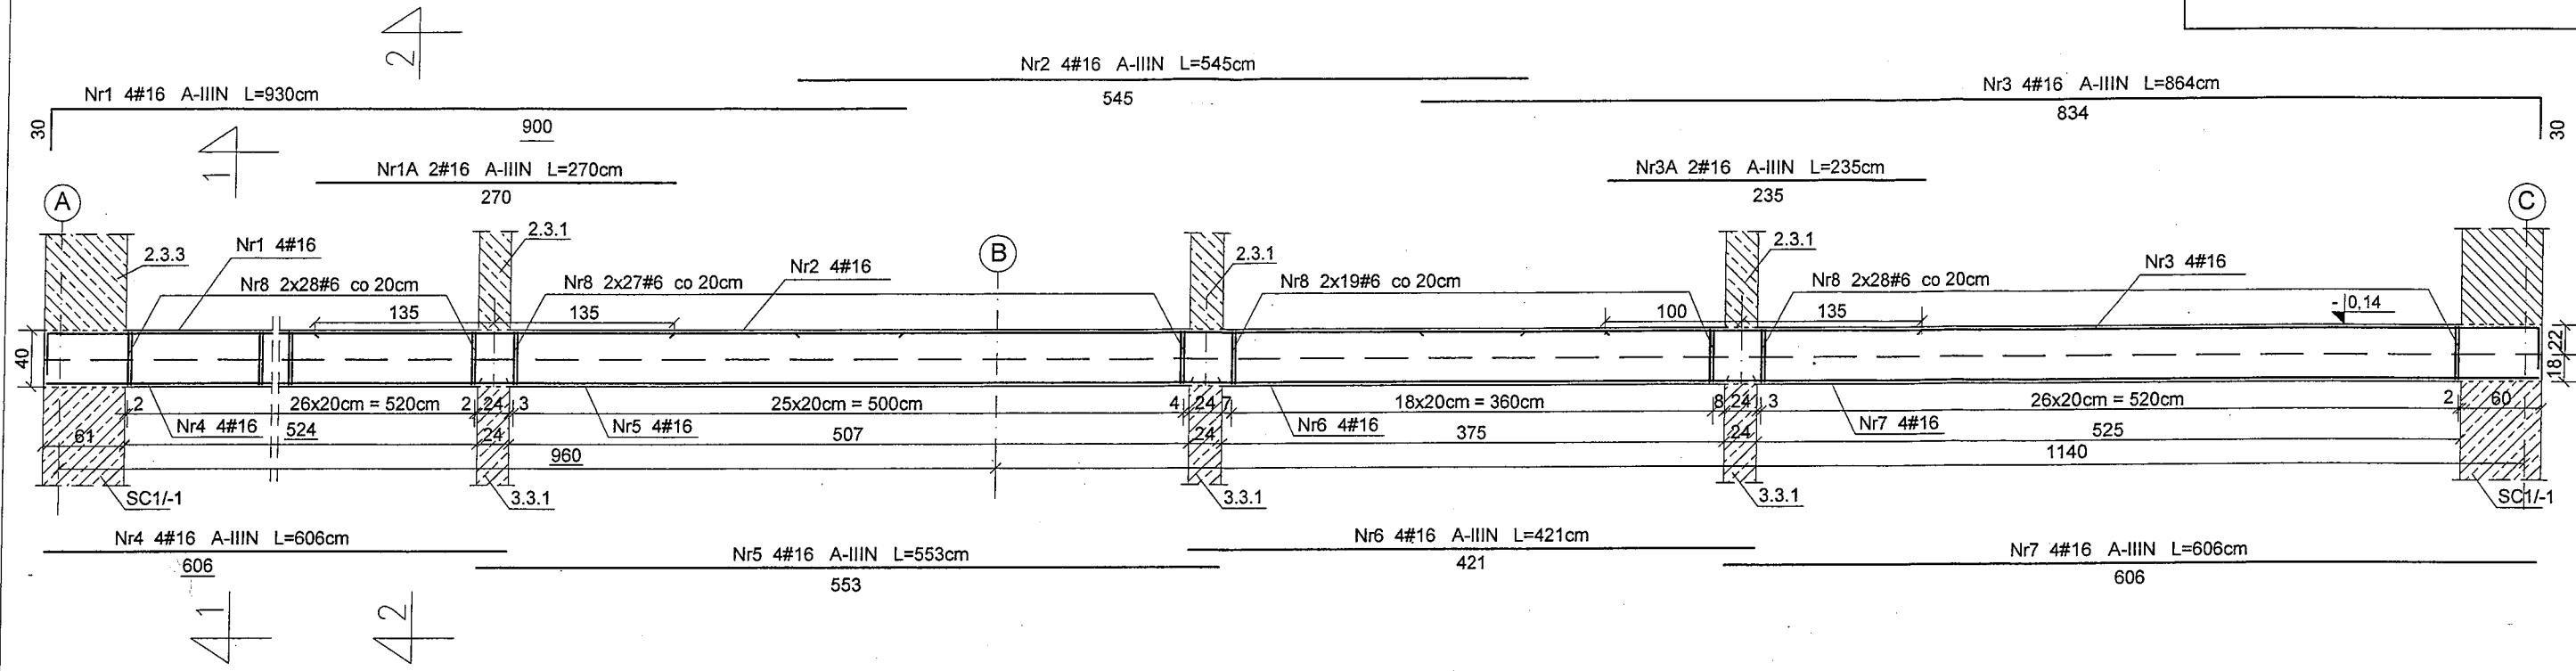 2
Nr2 4#16 A-IIIN L=545cm
545
Nr1 4#16 A-IIIN L=930cm
900
30
Nr3 4#16 A-IIIN L=864cm
834
30
1
Nr1A 2#16 A-IIIN L=270cm
270
Nr3A 2#16 A-IIIN L=235cm
235
A
B
C
2.3.3
2.3.1
2.3.1
2.3.1
Nr1 4#16
Nr2 4#16
Nr3 4#16
Nr8 2x28#6 co 20cm
Nr8 2x27#6 co 20cm
Nr8 2x19#6 co 20cm
Nr8 2x28#6 co 20cm
135 135 100 135
- 0,14
40
22
18
2 26x20cm = 520cm 2 24 3 25x20cm = 500cm 4 24 7 18x20cm = 360cm 8 24 3 26x20cm = 520cm 2 60
Nr4 4#16
Nr5 4#16
Nr6 4#16
Nr7 4#16
61 524 24 507 24 375 24 525
960 1140
SC1/-1
3.3.1
3.3.1
3.3.1
SC1/-1
Nr4 4#16 A-IIIN L=606cm
606
Nr5 4#16 A-IIIN L=553cm
553
Nr6 4#16 A-IIIN L=421cm
421
Nr7 4#16 A-IIIN L=606cm
606
1
2